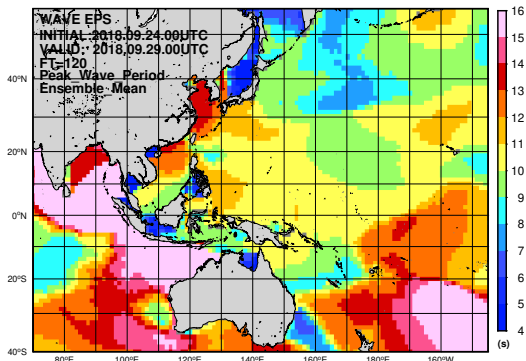 WAVE EPS
INITIAL:2018.09.24.00UTC
VALID: 2018.09.29.00UTC
FT=120
Peak_Wave_Period
Ensemble_Mean
40°N
20°N
0°N
20°S
40°S
80°E 100°E 120°E 140°E 160°E 180° 160°W
16
15
14
13
12
11
10
9
8
7
6
5
4
(s)